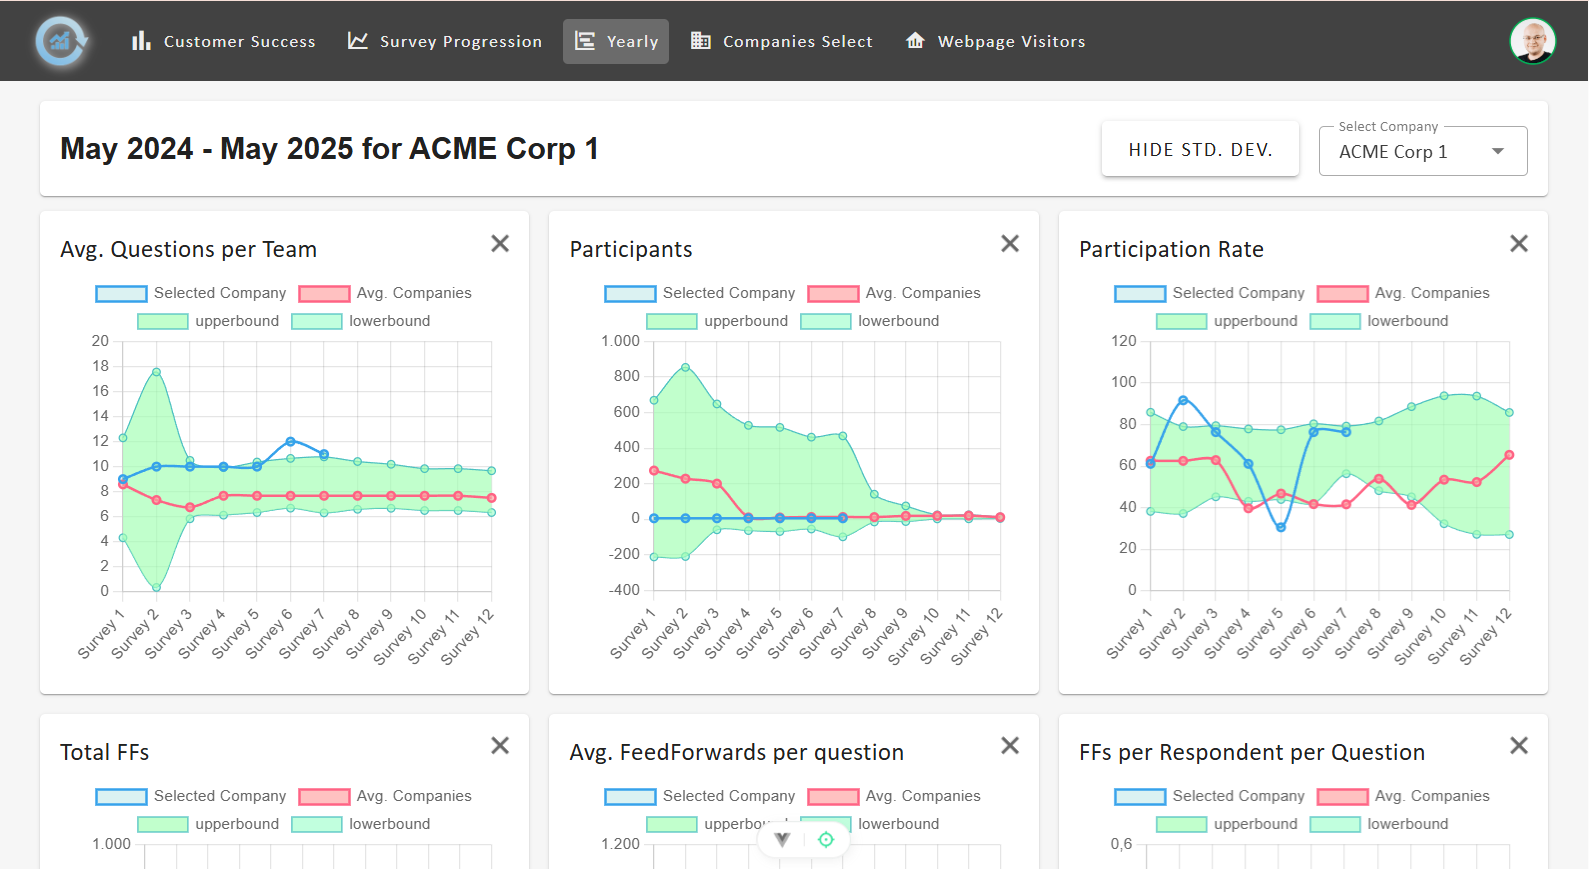 Customer Success
Survey Progression
Yearly
Companies Select
Webpage Visitors
May 2024 - May 2025 for ACME Corp 1
HIDE STD. DEV.
Select Company
ACME Corp 1
Avg. Questions per Team
Selected Company
Avg. Companies
upperbound
lowerbound
20
18
16
14
12
10
8
6
4
2
0
Survey 1
Survey 2
Survey 3
Survey 4
Survey 5
Survey 6
Survey 7
Survey 8
Survey 9
Survey 10
Survey 11
Survey 12
Participants
Selected Company
Avg. Companies
upperbound
lowerbound
1.000
800
600
400
200
0
-200
-400
Survey 1
Survey 2
Survey 3
Survey 4
Survey 5
Survey 6
Survey 7
Survey 8
Survey 9
Survey 10
Survey 11
Survey 12
Participation Rate
Selected Company
Avg. Companies
upperbound
lowerbound
120
100
80
60
40
20
0
Survey 1
Survey 2
Survey 3
Survey 4
Survey 5
Survey 6
Survey 7
Survey 8
Survey 9
Survey 10
Survey 11
Survey 12
Total FFs
Selected Company
Avg. Companies
upperbound
lowerbound
1.000
Avg. FeedForwards per question
Selected Company
Avg. Companies
lowerbound
1.200
FFs per Respondent per Question
Selected Company
Avg. Companies
upperbound
lowerbound
0,6